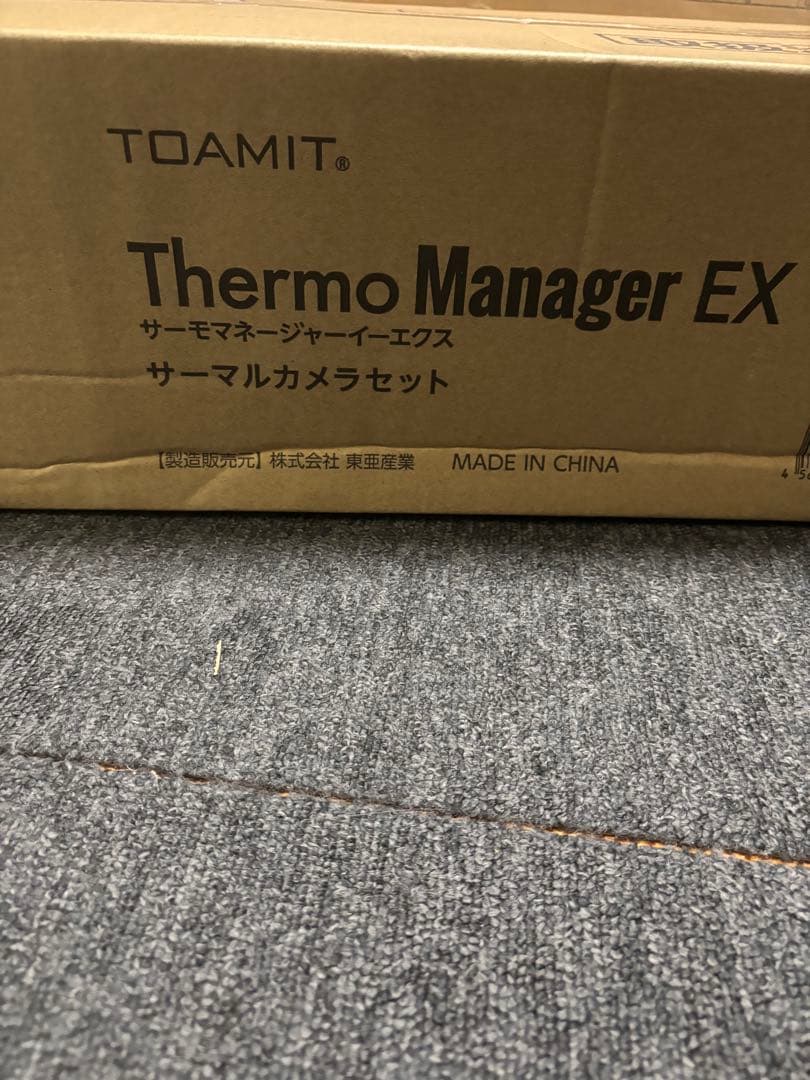 TOAMIT®
Thermo Manager EX
サーモマネージャーイーエクス
サーマルカメラセット
【製造販売元】株式会社 東亜産業 MADE IN CHINA